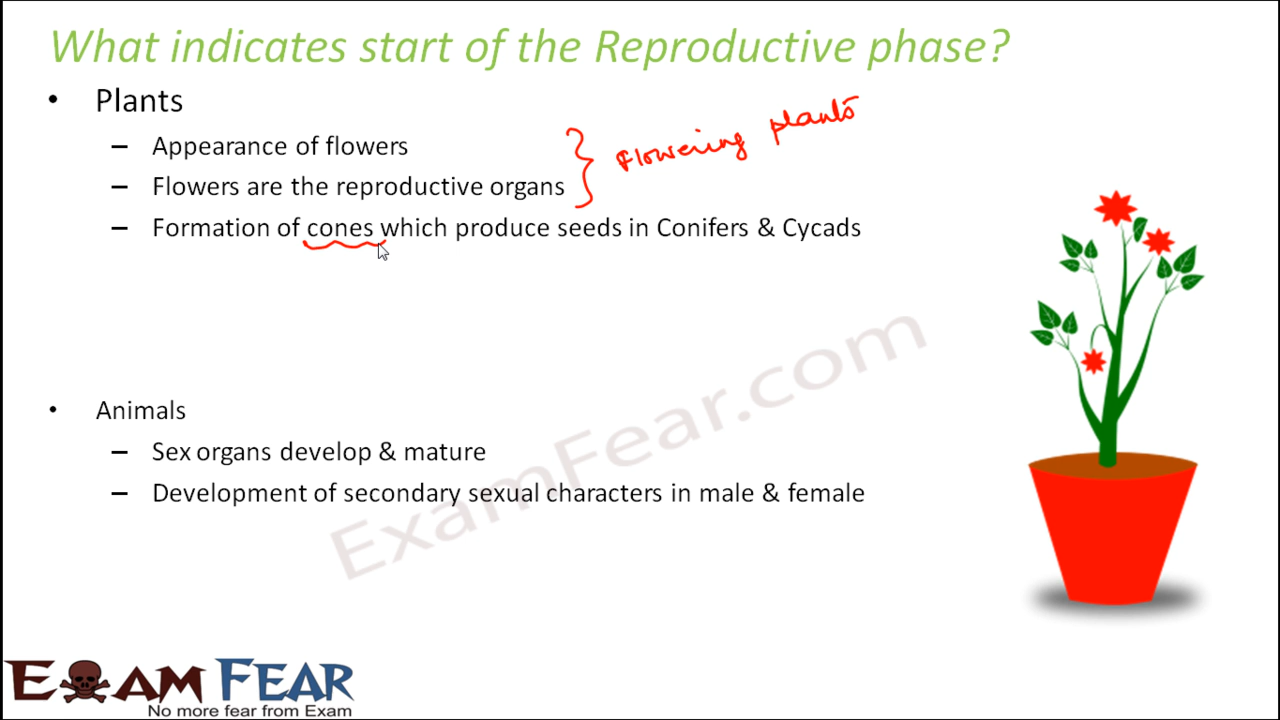 What indicates start of the Reproductive phase?
• Plants
– Appearance of flowers
– Flowers are the reproductive organs
flowering plants
– Formation of cones which produce seeds in Conifers & Cycads
• Animals
– Sex organs develop & mature
– Development of secondary sexual characters in male & female
ExamFear.com
EXAM FEAR
No more fear from Exam